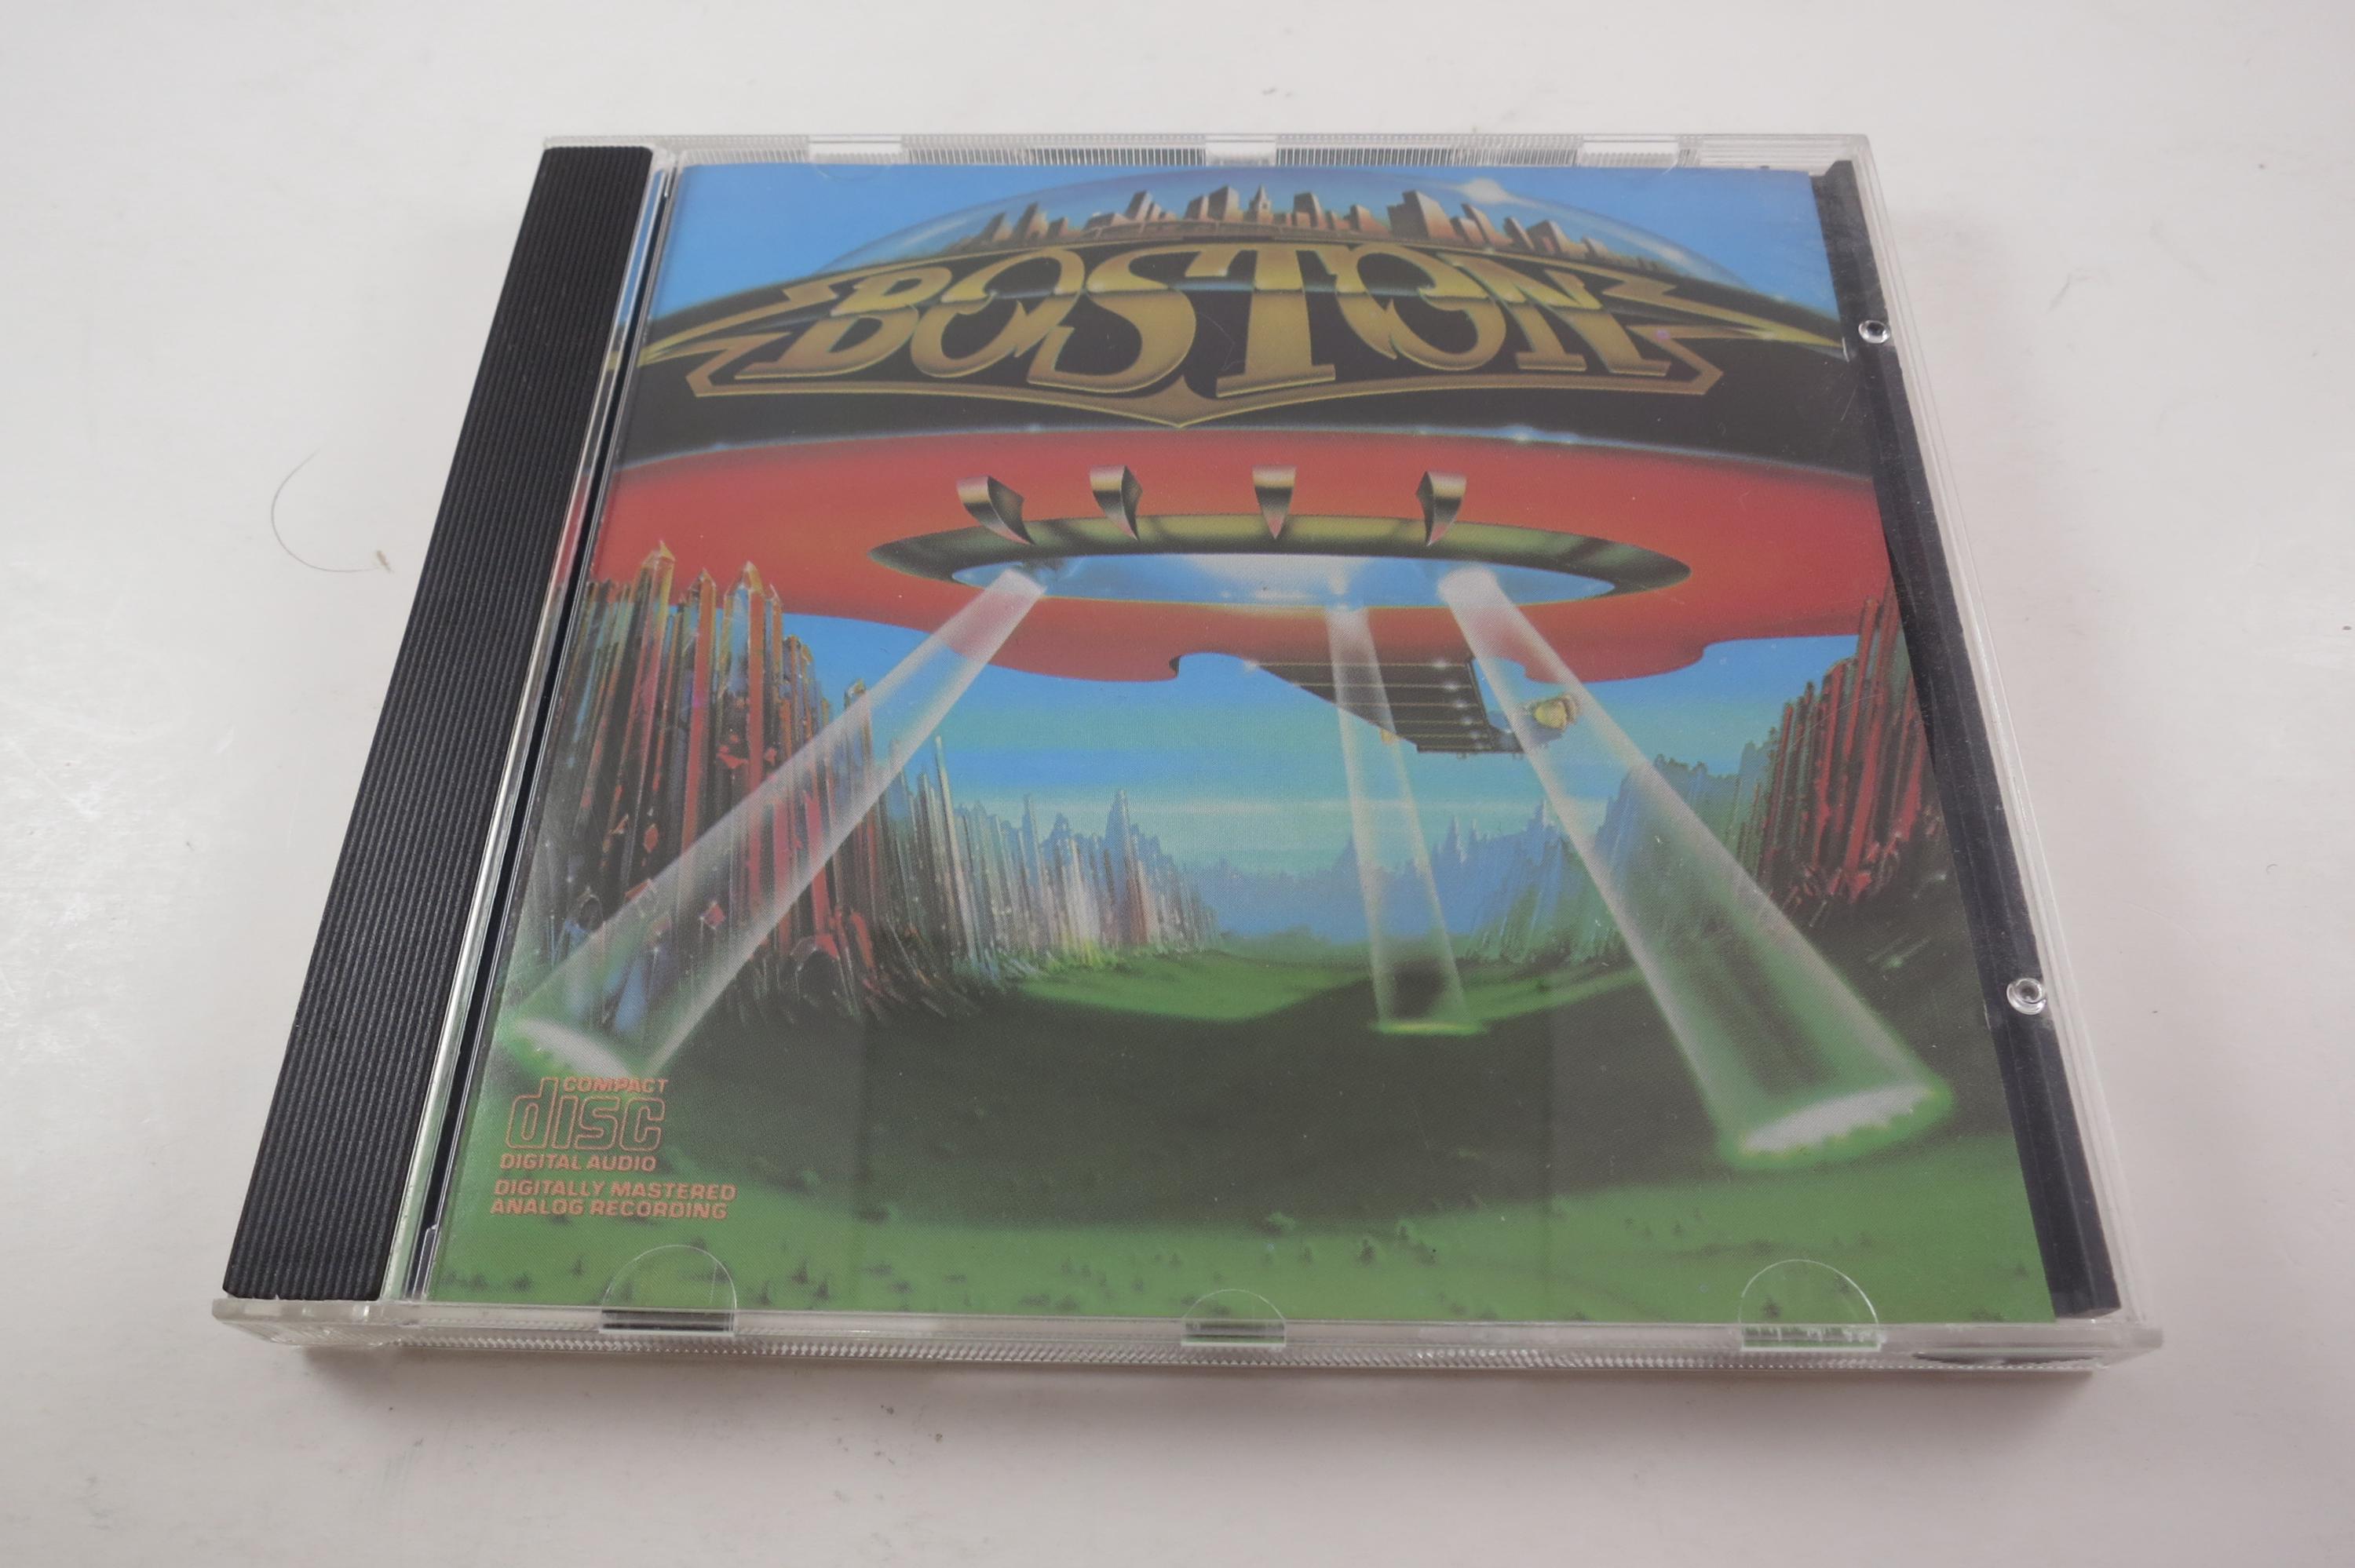 BOSTON
COMPACT
disc
DIGITAL AUDIO
DIGITALLY MASTERED
ANALOG RECORDING